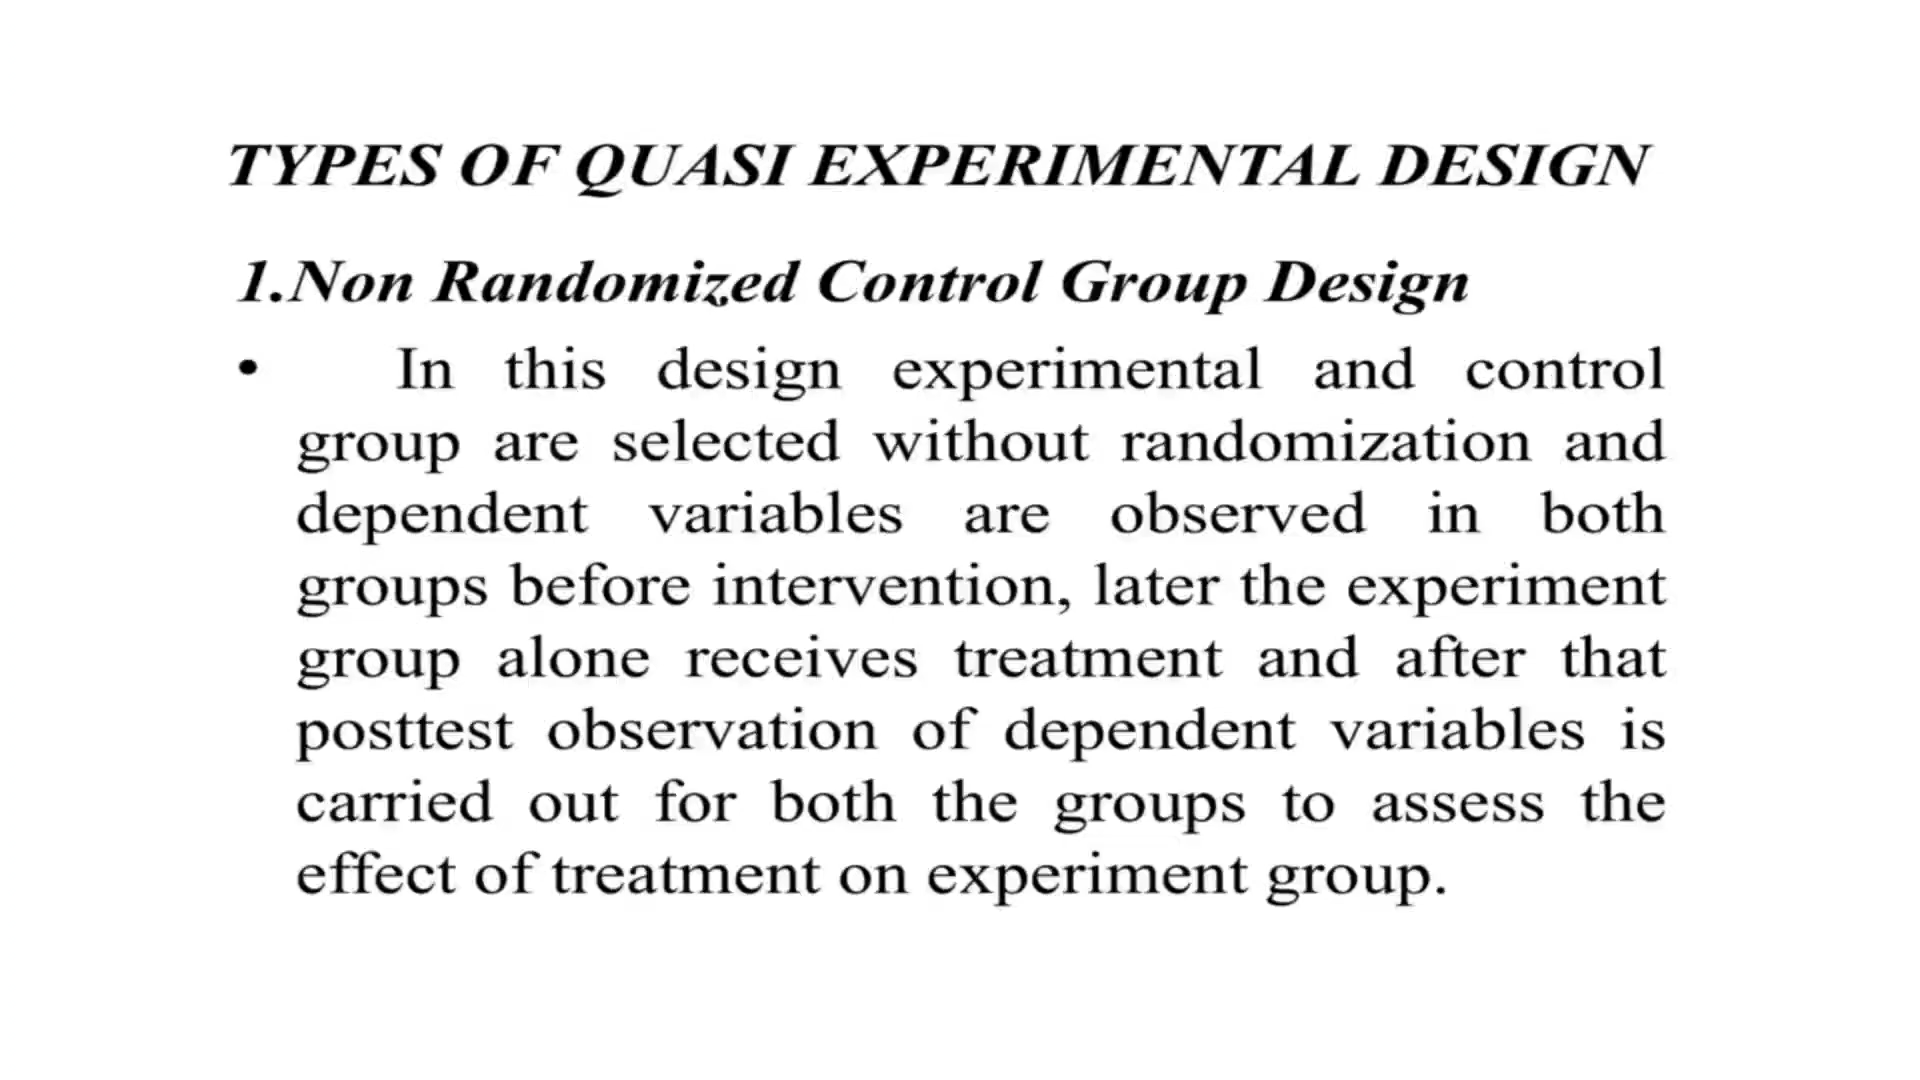 TYPES OF QUASI EXPERIMENTAL DESIGN
1.Non Randomized Control Group Design
• In this design experimental and control
group are selected without randomization and
dependent variables are observed in both
groups before intervention, later the experiment
group alone receives treatment and after that
posttest observation of dependent variables is
carried out for both the groups to assess the
effect of treatment on experiment group.